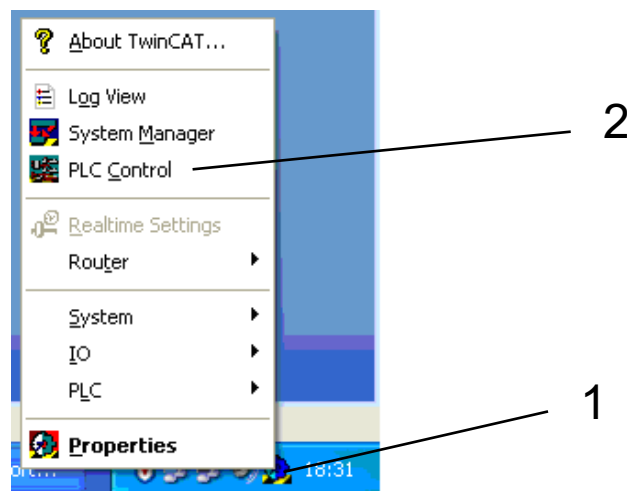 About TwinCAT...
Log View
System Manager
PLC Control
2
Realtime Settings
Router
System
IO
PLC
1
Properties
18:31